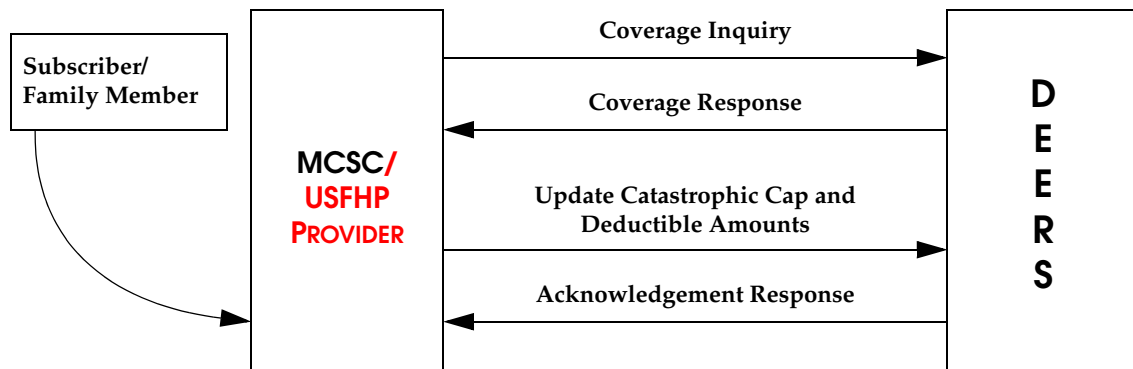 Subscriber/
Family Member
MCSC/
USFHP
PROVIDER
Coverage Inquiry
Coverage Response
Update Catastrophic Cap and
Deductible Amounts
Acknowledgement Response
D
E
E
R
S